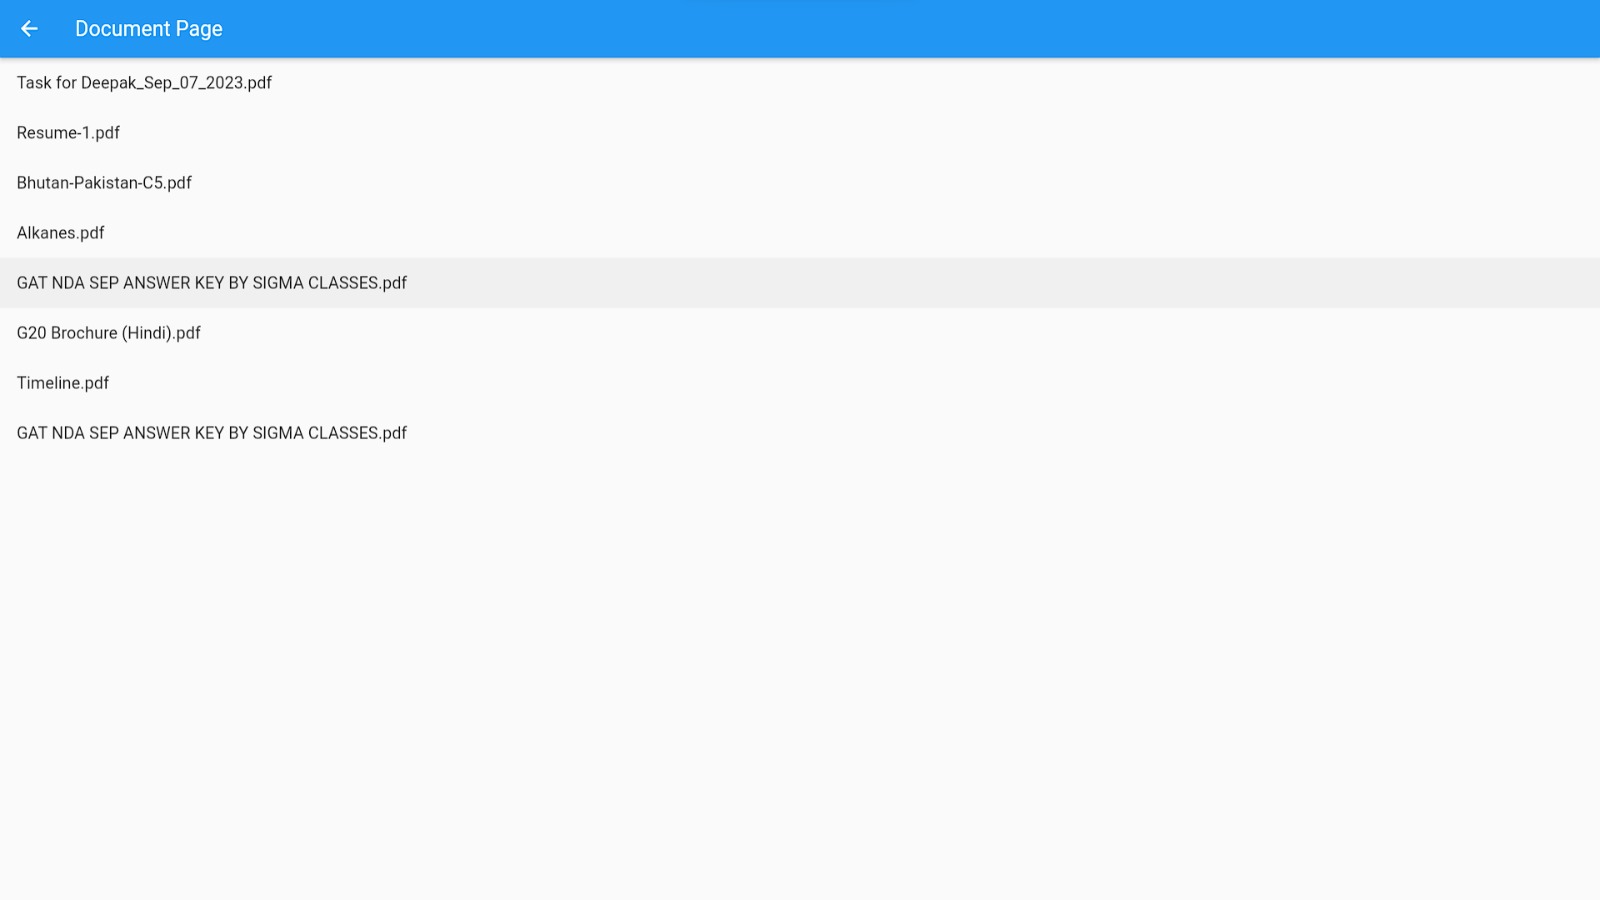 Document Page
Task for Deepak_Sep_07_2023.pdf
Resume-1.pdf
Bhutan-Pakistan-C5.pdf
Alkanes.pdf
GAT NDA SEP ANSWER KEY BY SIGMA CLASSES.pdf
G20 Brochure (Hindi).pdf
Timeline.pdf
GAT NDA SEP ANSWER KEY BY SIGMA CLASSES.pdf